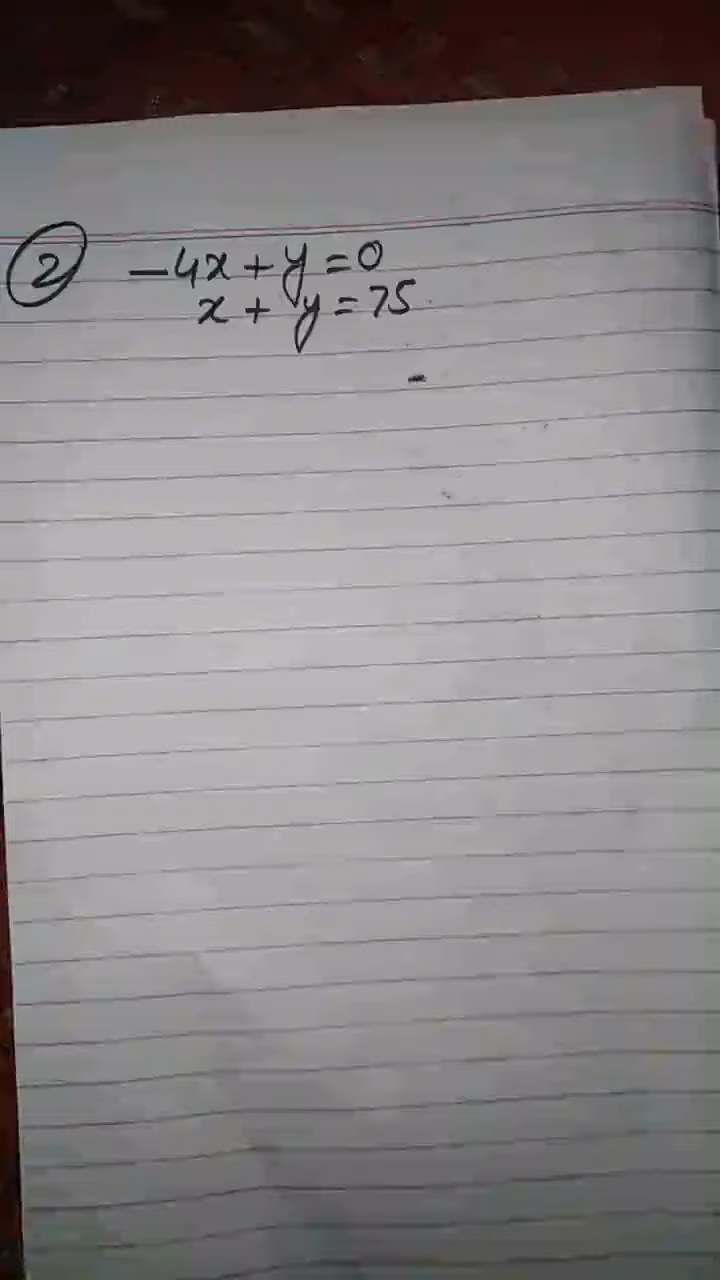 ② -4x + y = 0
x + y = 75